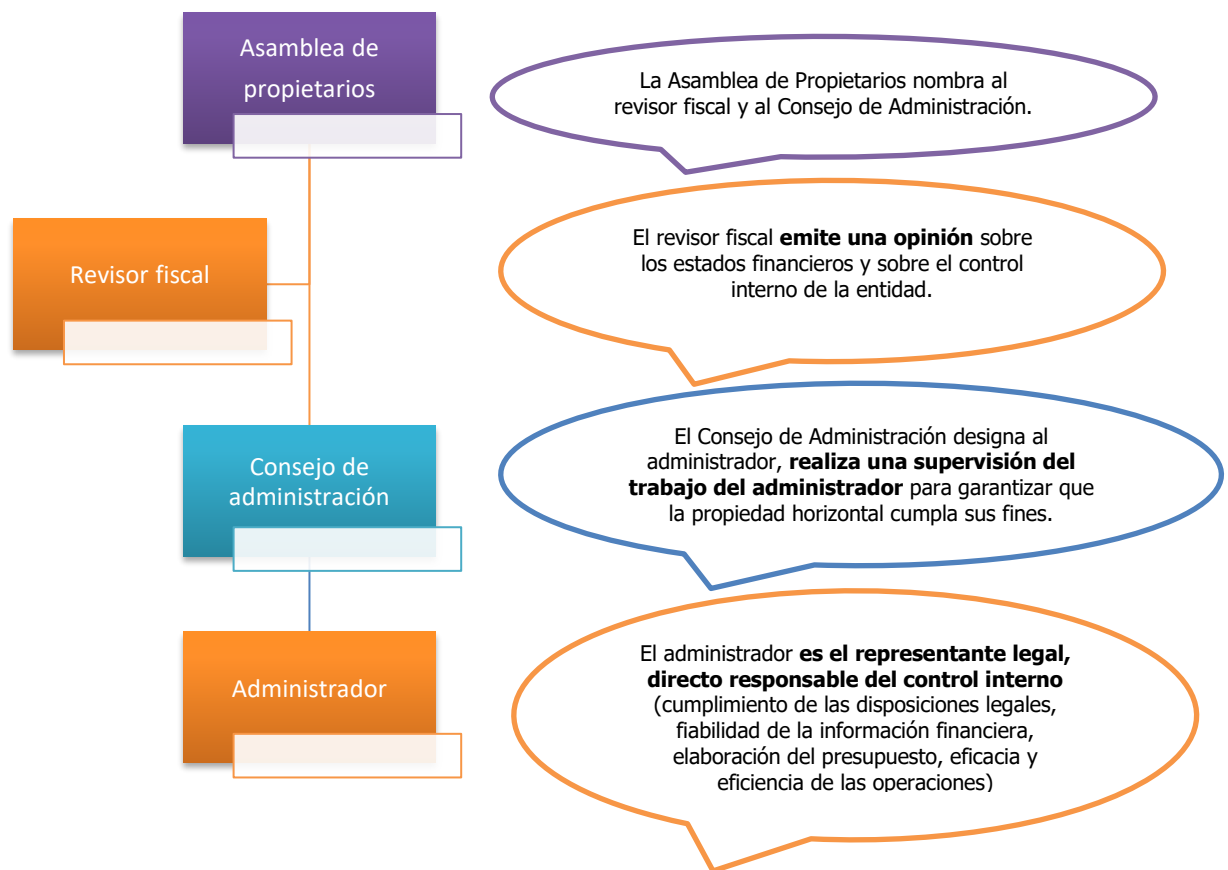 Asamblea de
propietarios
La Asamblea de Propietarios nombra al
revisor fiscal y al Consejo de Administración.
Revisor fiscal
El revisor fiscal emite una opinión sobre
los estados financieros y sobre el control
interno de la entidad.
Consejo de
administración
El Consejo de Administración designa al
administrador, realiza una supervisión del
trabajo del administrador para garantizar que
la propiedad horizontal cumpla sus fines.
Administrador
El administrador es el representante legal,
directo responsable del control interno
(cumplimiento de las disposiciones legales,
fiabilidad de la información financiera,
elaboración del presupuesto, eficacia y
eficiencia de las operaciones)